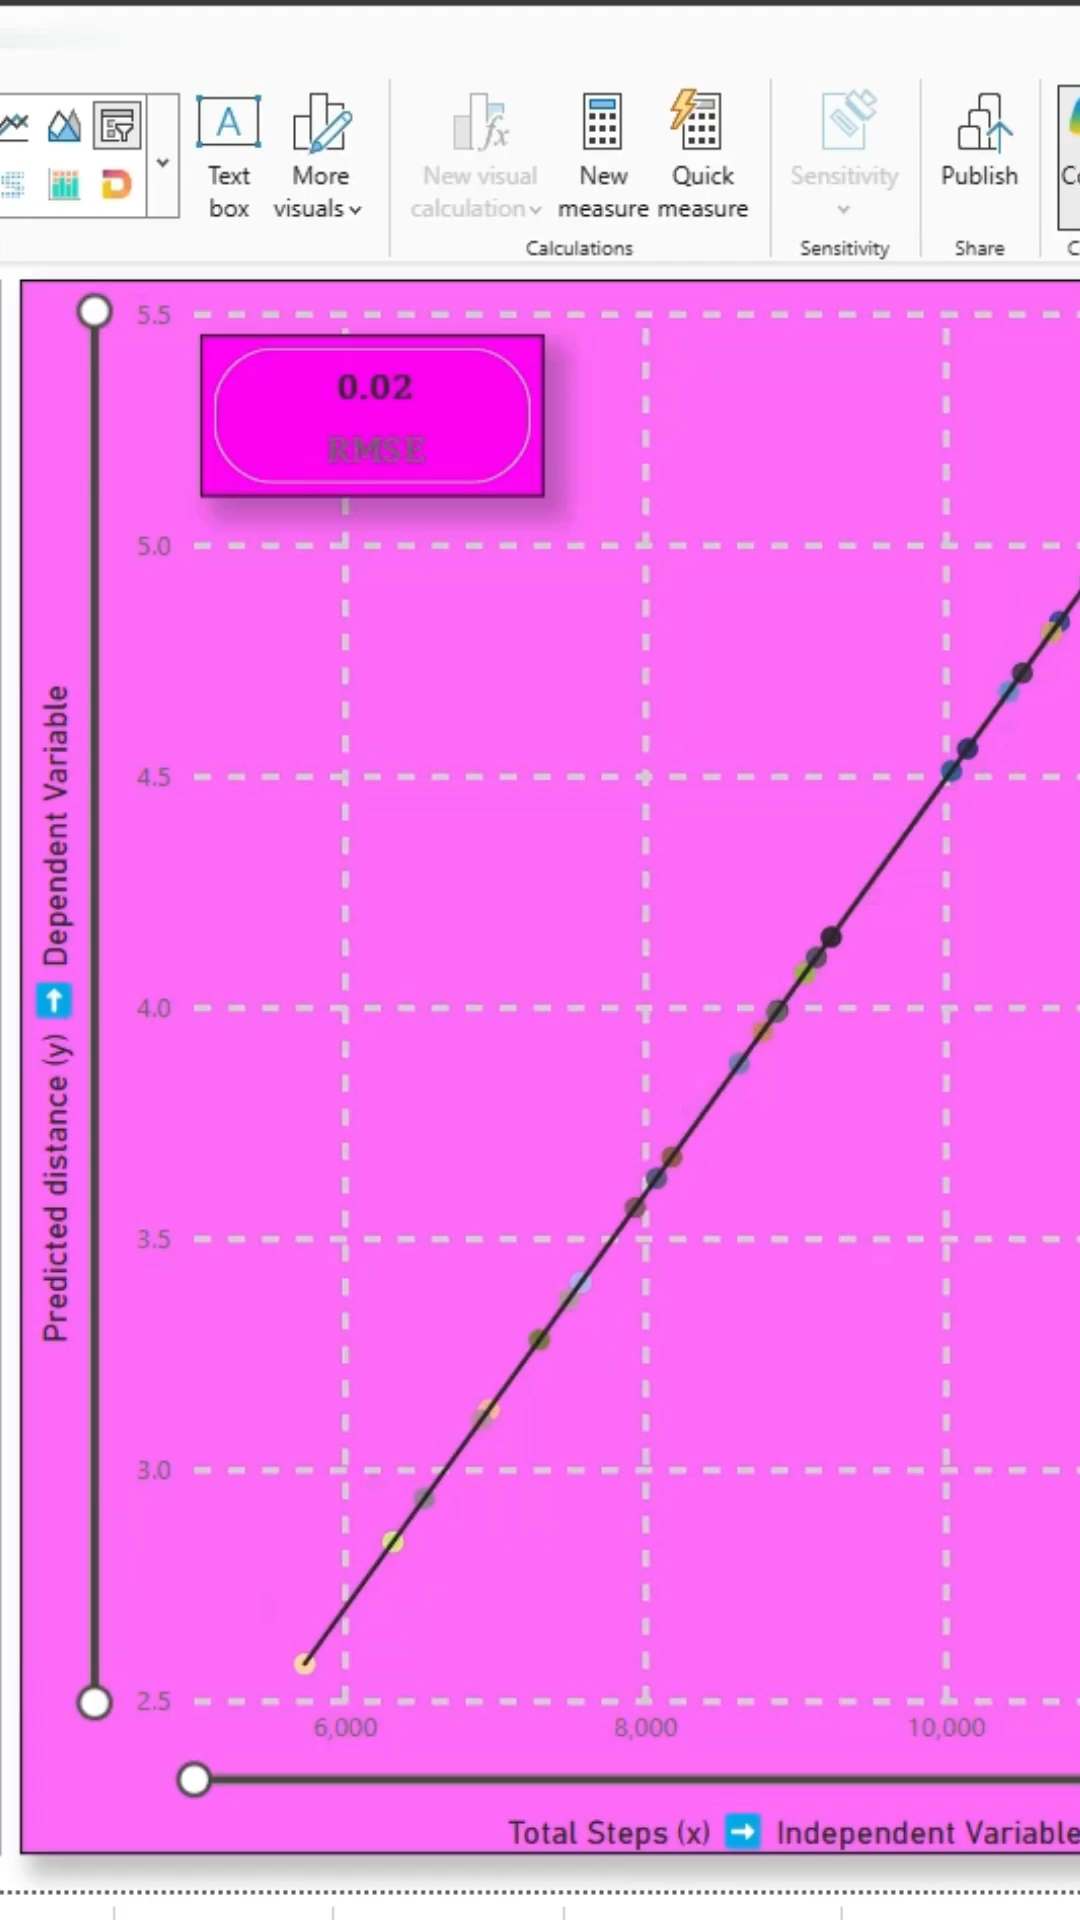 Text box
More visuals
New visual calculation
New measure
Quick measure
Sensitivity
Publish
Calculations
Sensitivity
Share
5.5
0.02
RMSE
5.0
4.5
4.0
3.5
3.0
2.5
Predicted distance (y) ⬆️ Dependent Variable
6,000
8,000
10,000
Total Steps (x) ➡️ Independent Variable